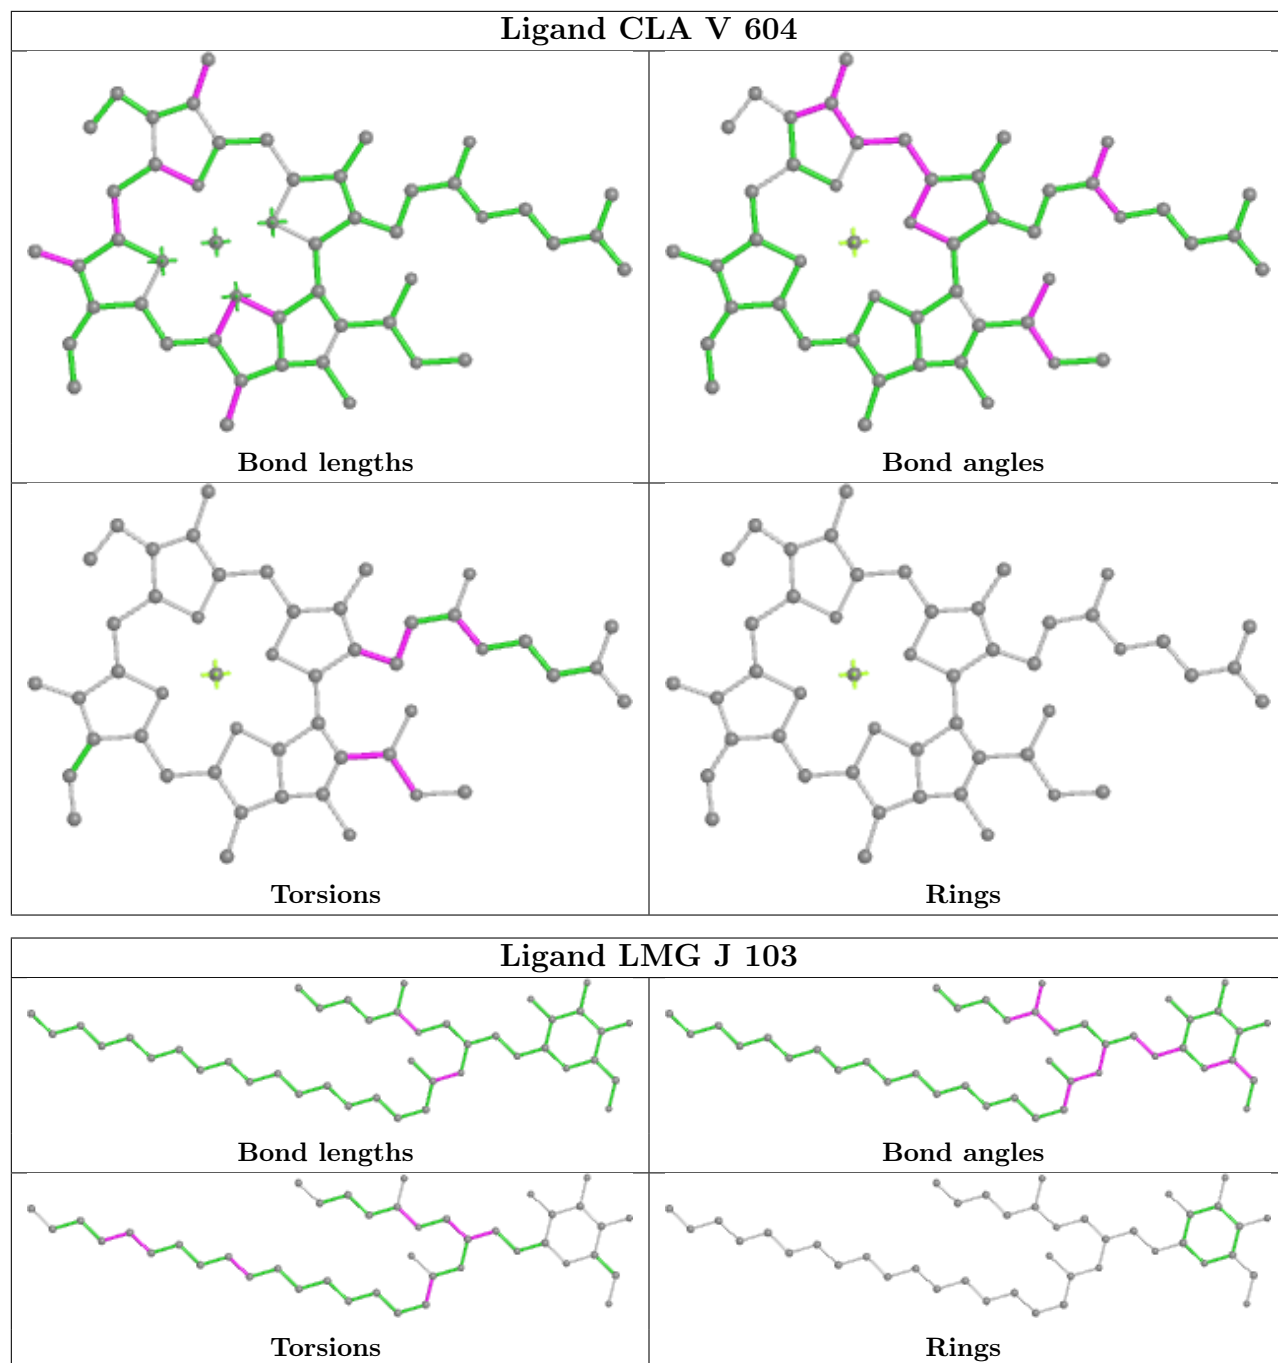 Ligand CLA V 604
Bond lengths
Bond angles
Torsions
Rings
Ligand LMG J 103
Bond lengths
Bond angles
Torsions
Rings